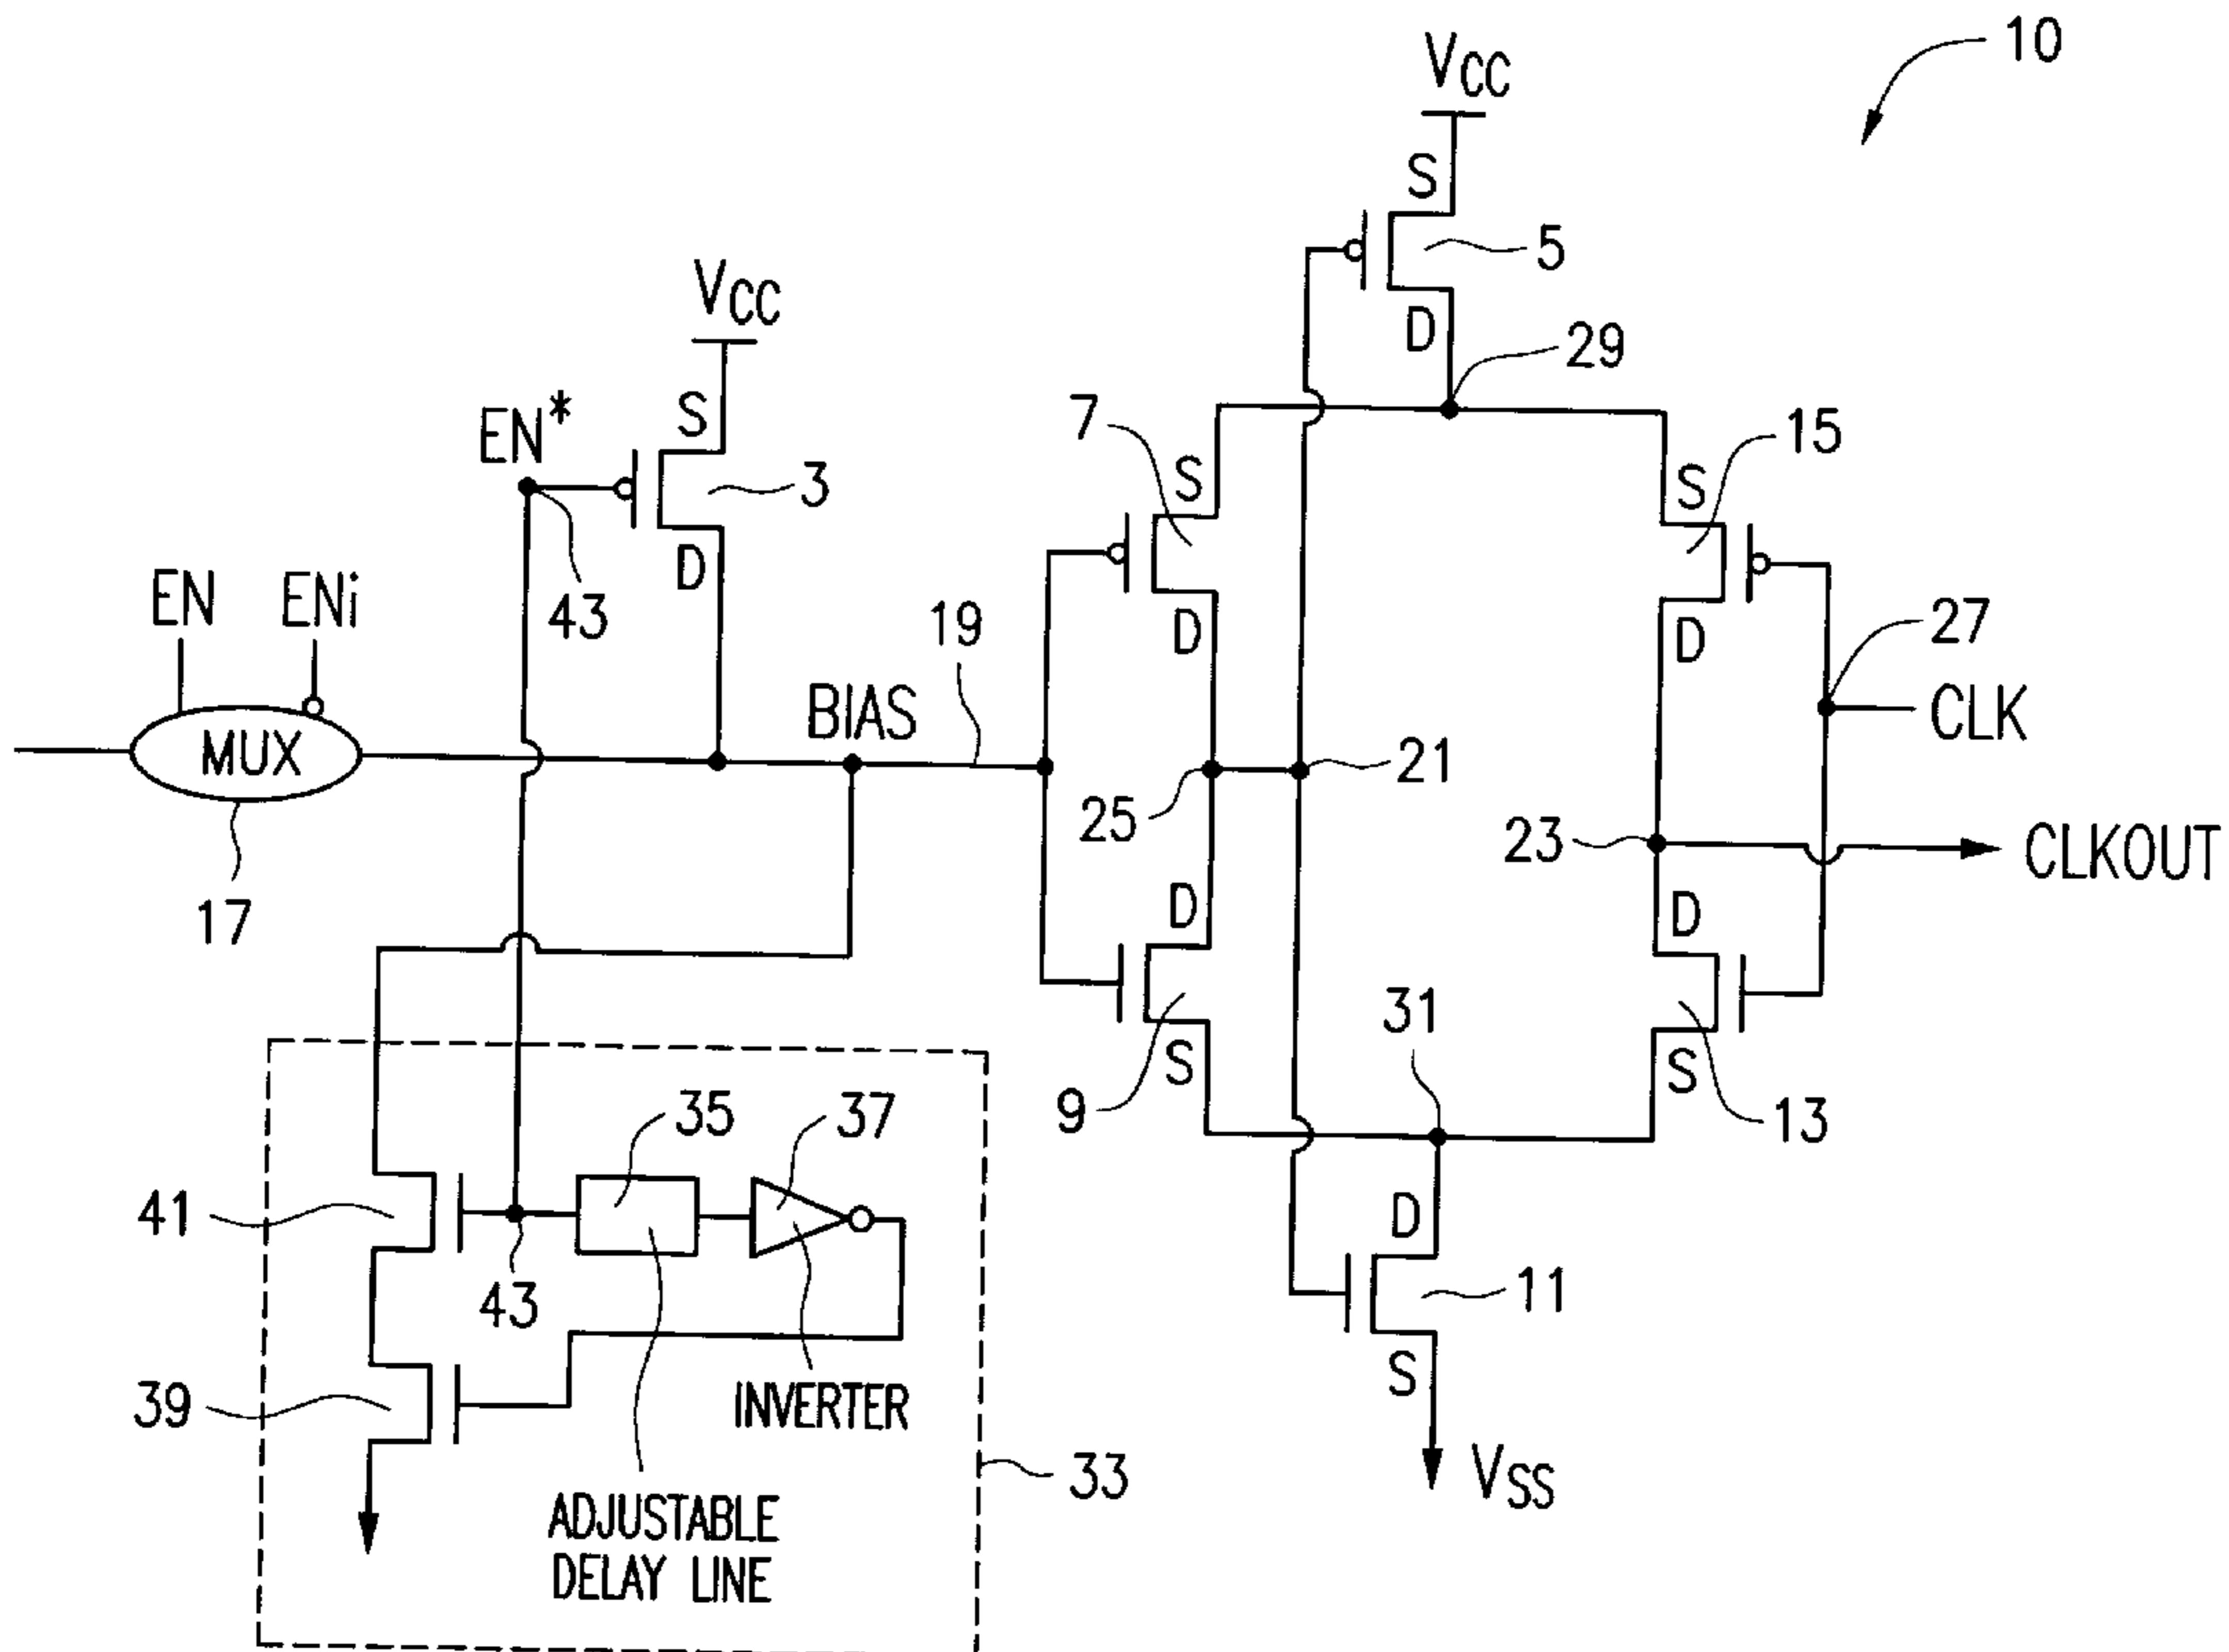 10
VCC
S
5
D
29
VCC
S
EN*
3
D
43
7
S
15
S
EN
ENi
D
D
27
19
BIAS
CLK
MUX
21
25
23
CLKOUT
17
D
D
31
S
9
S
13
35
37
41
43
D
11
S
39
INVERTER
33
VSS
ADJUSTABLE
DELAY LINE